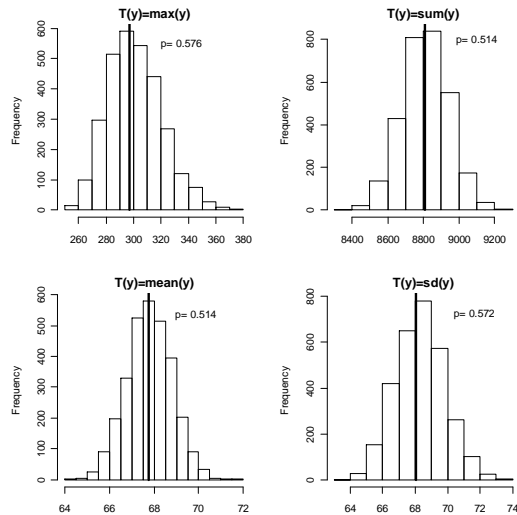 T(y)=max(y)
p= 0.576
Frequency
0 100 200 300 400 500 600
260 280 300 320 340 360 380
T(y)=sum(y)
p= 0.514
Frequency
0 200 400 600 800
8400 8600 8800 9000 9200
T(y)=mean(y)
p= 0.514
Frequency
0 100 200 300 400 500 600
64 66 68 70 72
T(y)=sd(y)
p= 0.572
Frequency
0 200 400 600 800
64 66 68 70 72 74